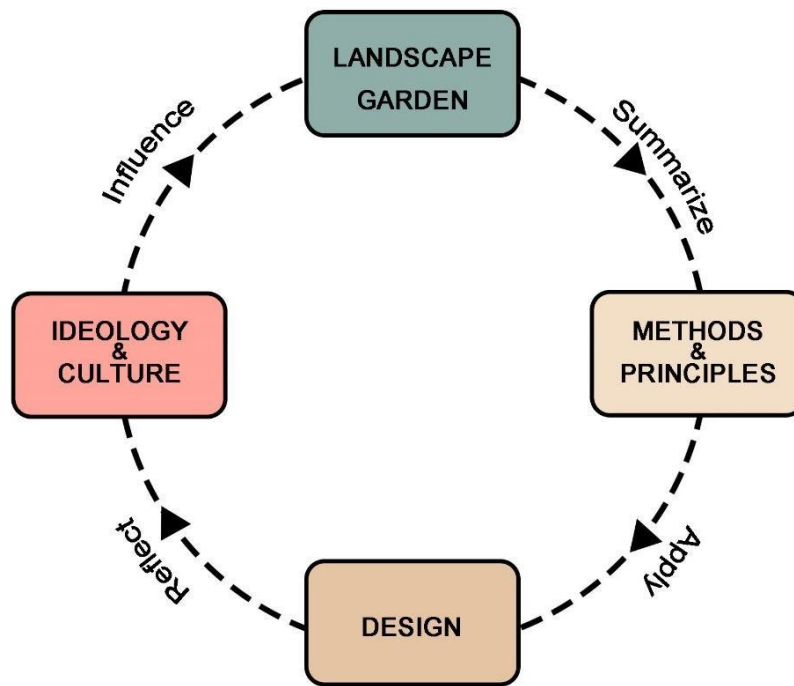 LANDSCAPE
GARDEN
Influence
Summarize
IDEOLOGY
&
CULTURE
METHODS
&
PRINCIPLES
Reflect
Apply
DESIGN